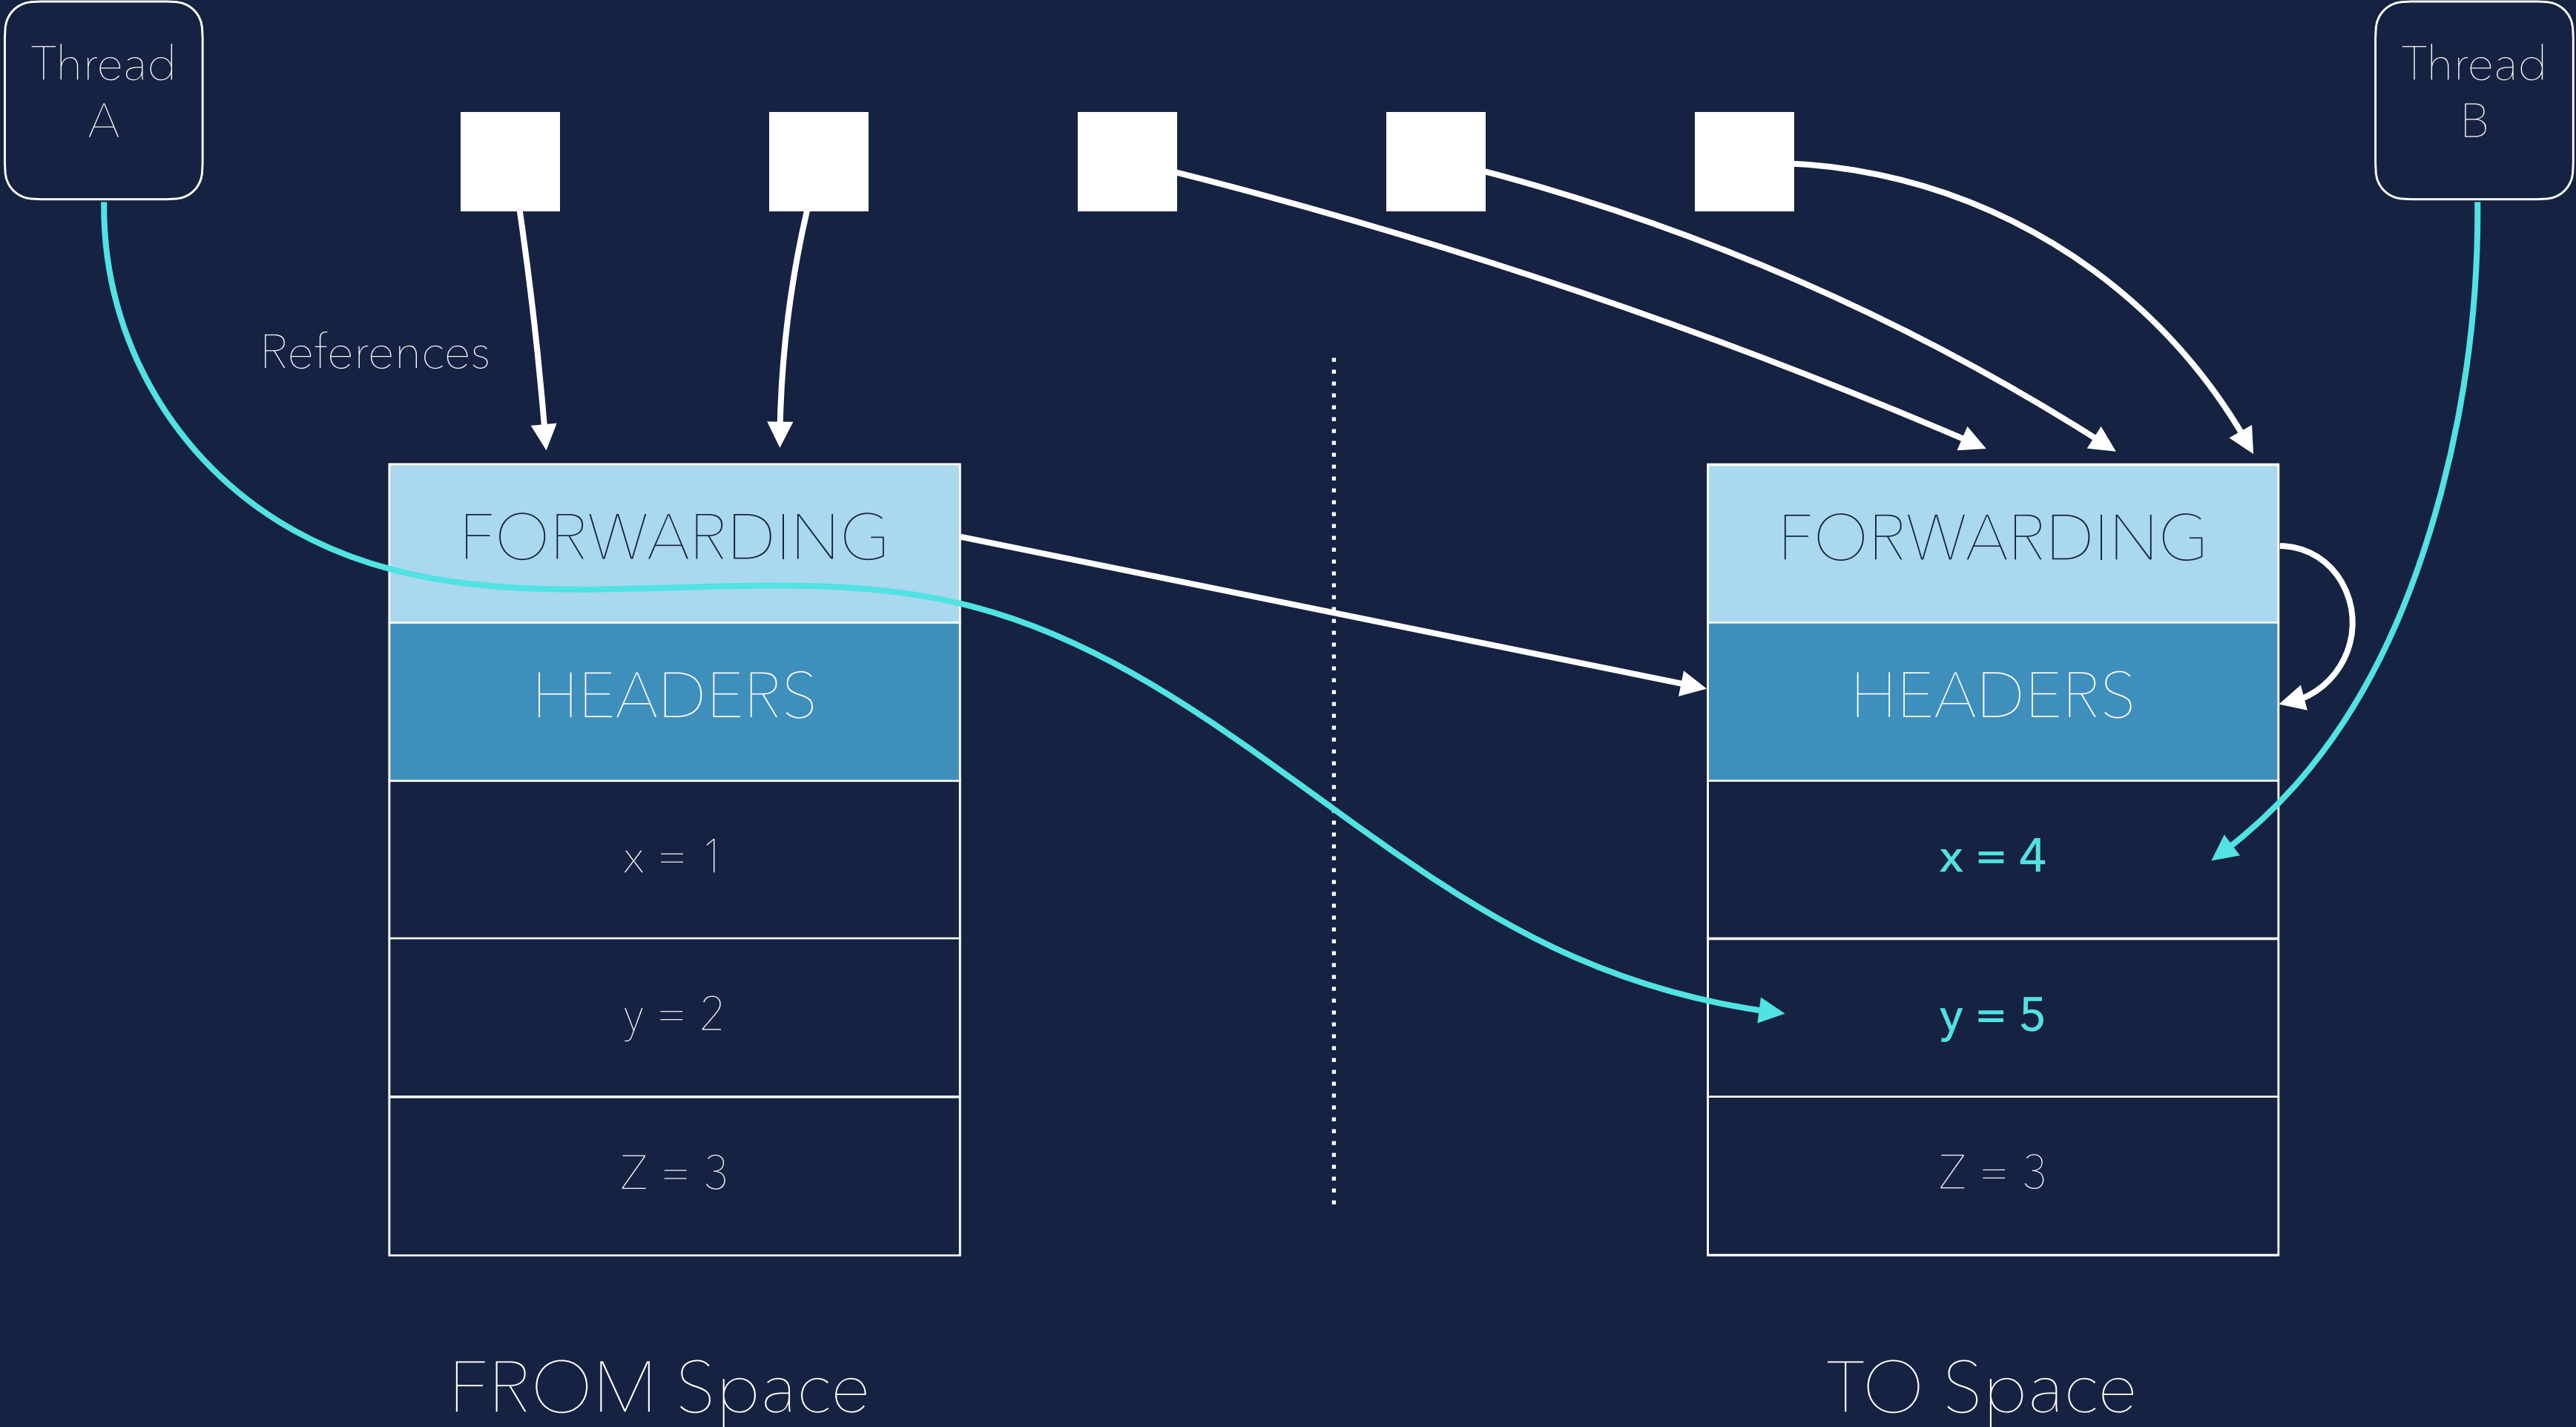 Thread
A
Thread
B
References
FORWARDING
HEADERS
x = 1
y = 2
Z = 3
FORWARDING
HEADERS
x = 4
y = 5
Z = 3
FROM Space
TO Space